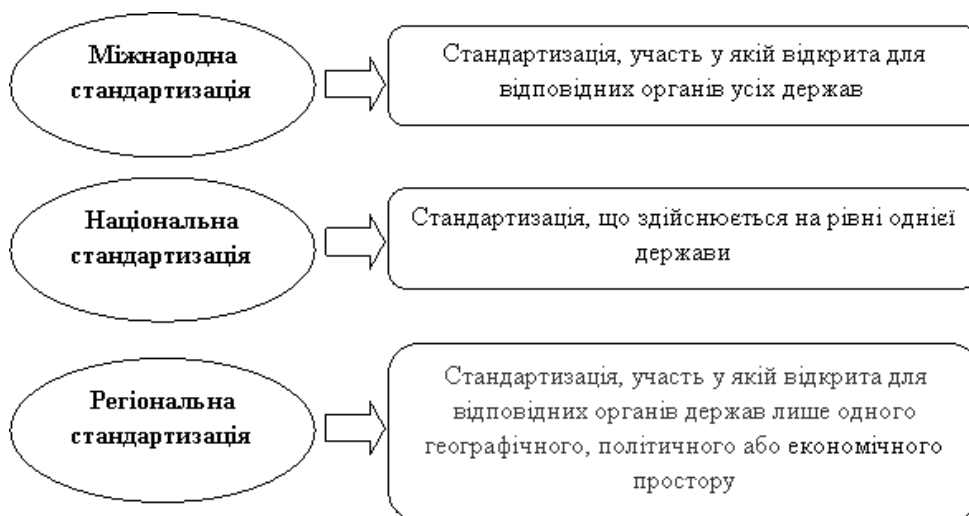 Міжнародна
стандартизація
Стандартизація, участь у якій відкрита для
відповідних органів усіх держав
Національна
стандартизація
Стандартизація, що здійснюється на рівні однієї
держави
Регіональна
стандартизація
Стандартизація, участь у якій відкрита для
відповідних органів держав лише одного
географічного, політичного або економічного
простору